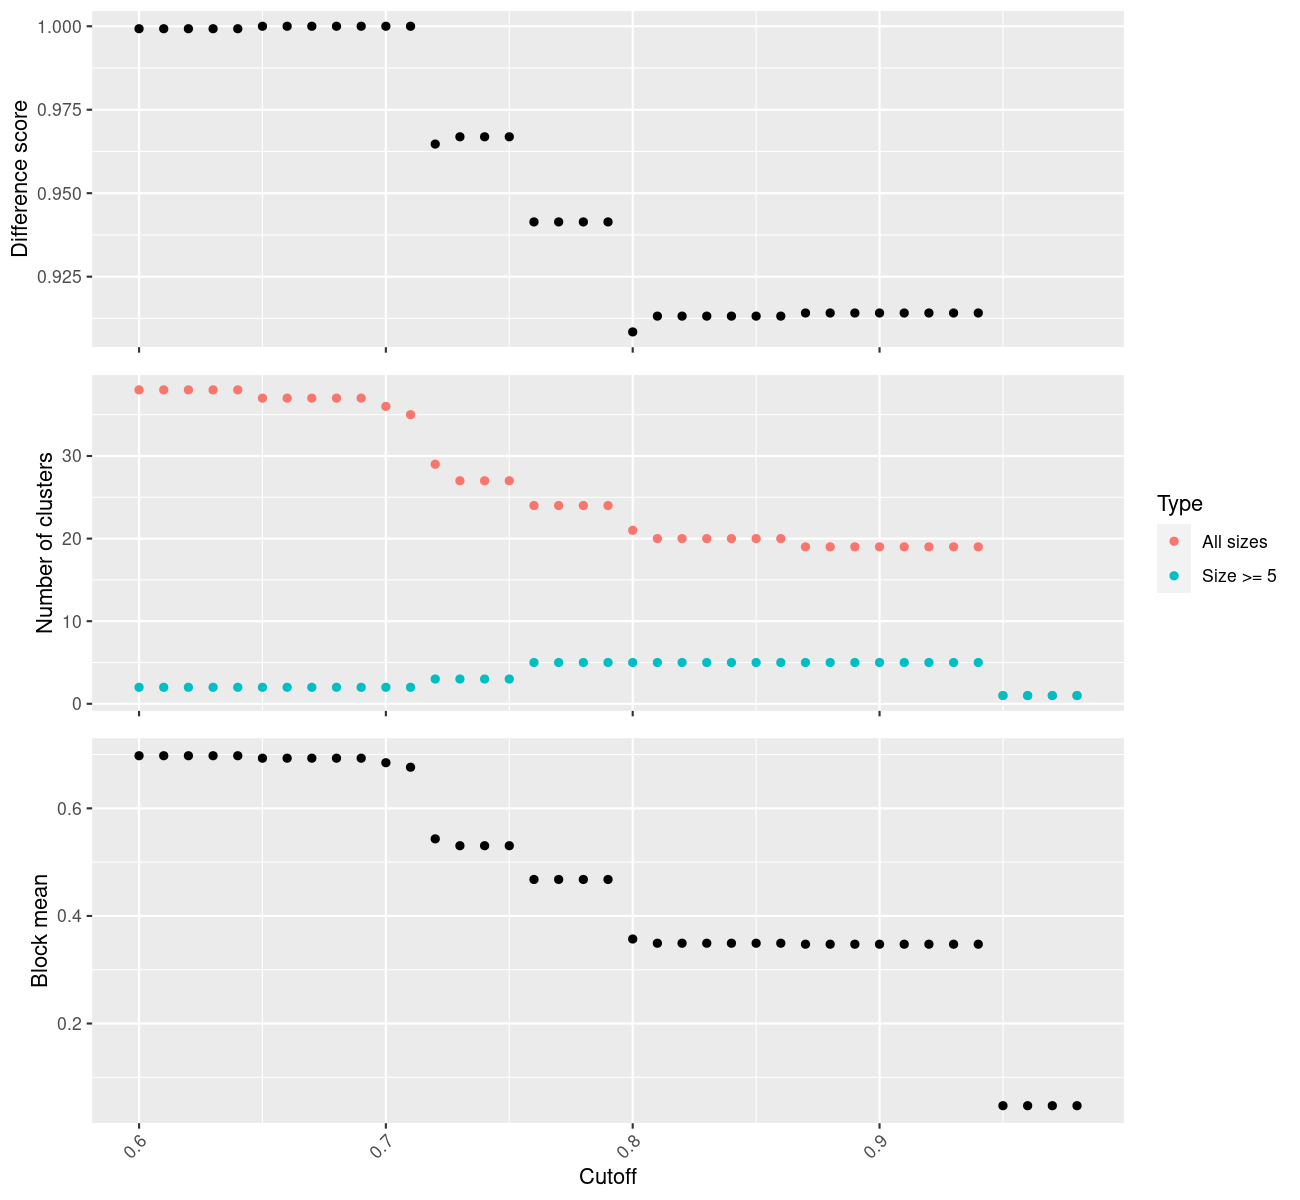 Difference score
1.000
0.975
0.950
0.925
Number of clusters
30
20
10
0
Type
All sizes
Size >= 5
Block mean
0.6
0.4
0.2
0.6
0.7
0.8
0.9
Cutoff